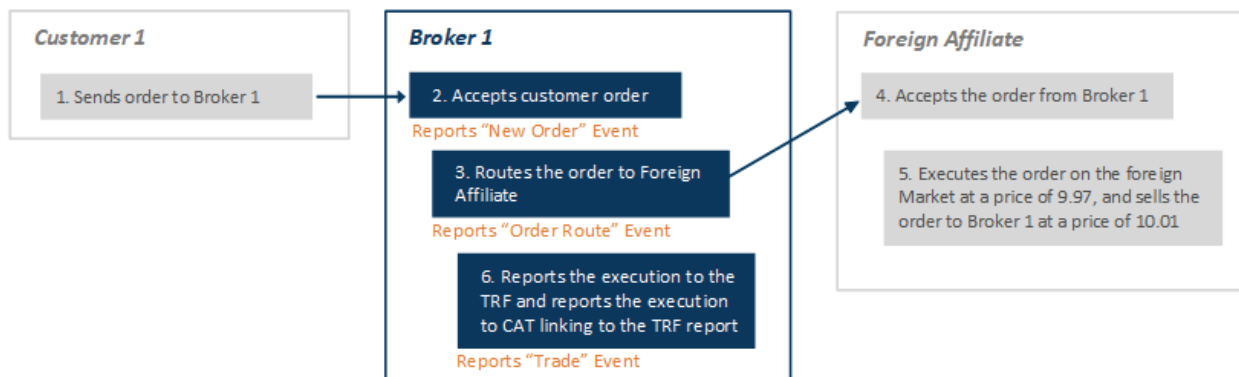 Customer 1
1. Sends order to Broker 1
Broker 1
2. Accepts customer order
Reports “New Order” Event
3. Routes the order to Foreign
Affiliate
Reports “Order Route” Event
6. Reports the execution to the
TRF and reports the execution
to CAT linking to the TRF report
Reports “Trade” Event
Foreign Affiliate
4. Accepts the order from Broker 1
5. Executes the order on the foreign
Market at a price of 9.97, and sells the
order to Broker 1 at a price of 10.01